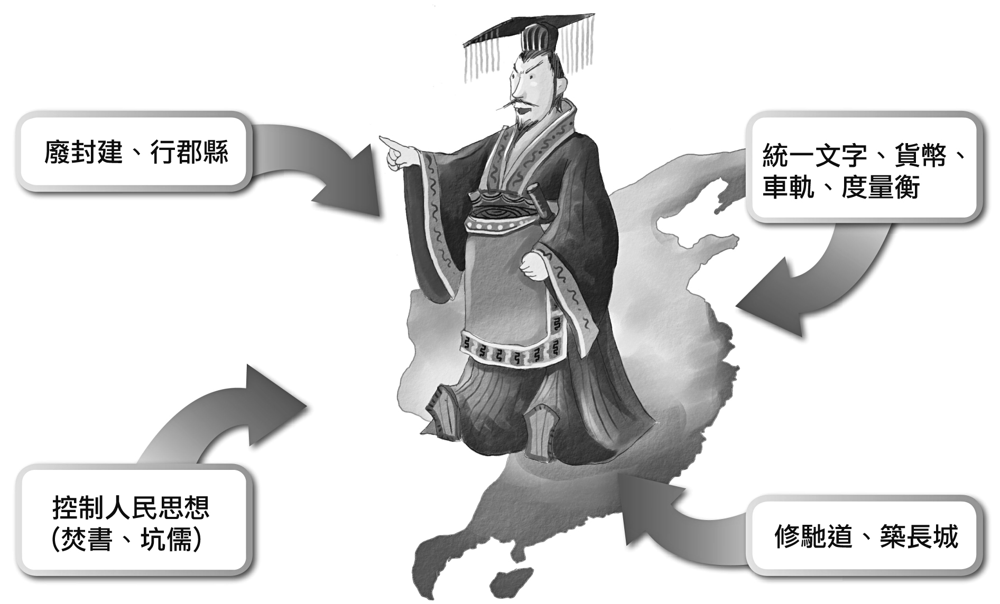 廢封建、行郡縣
統一文字、貨幣、
車軌、度量衡
控制人民思想
(焚書、坑儒)
修馳道、築長城